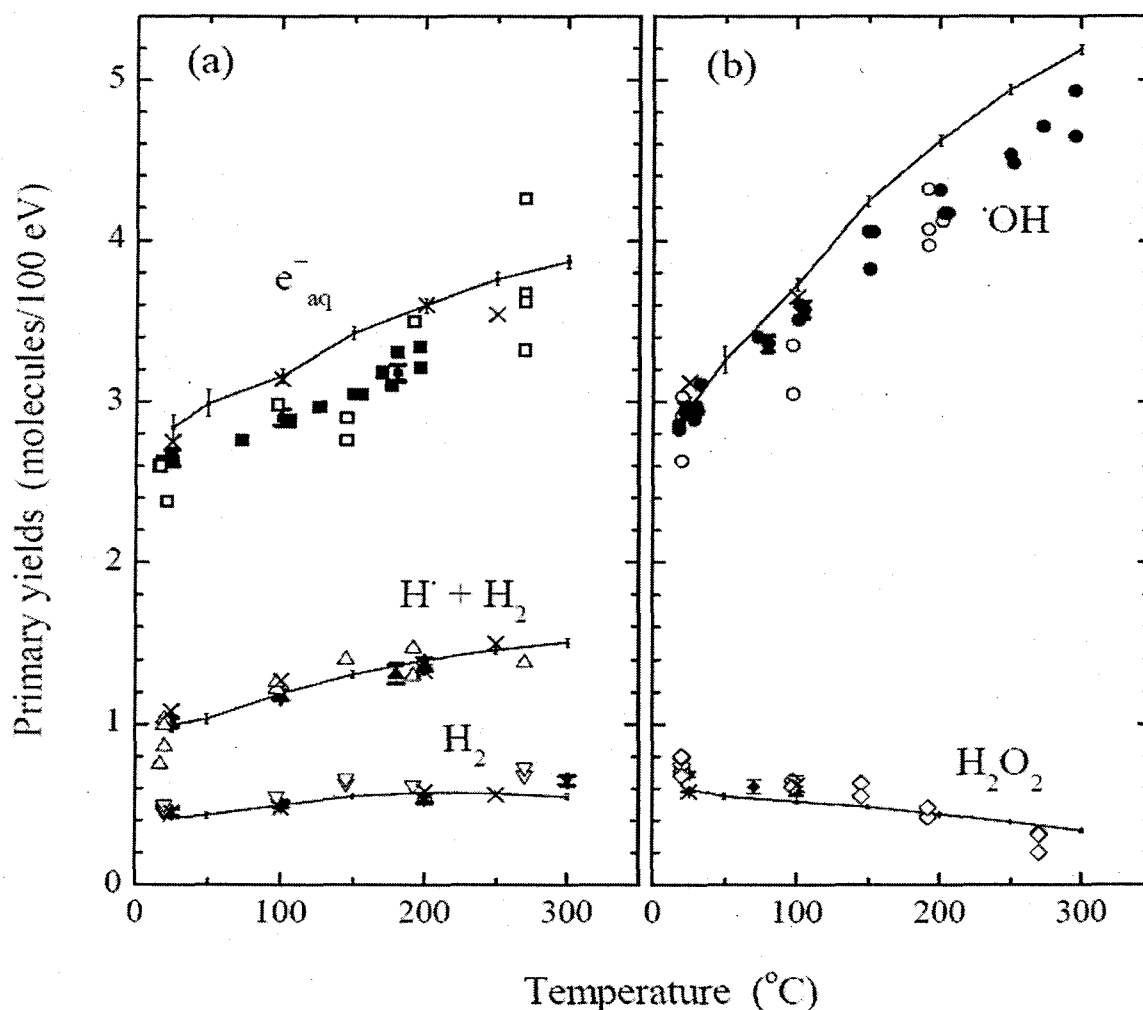 (a)
(b)
Primary yields (molecules/100 eV)
5
4
3
2
1
0
e⁻aq
H· + H₂
H₂
·OH
H₂O₂
0 100 200 300
0 100 200 300
Temperature (°C)